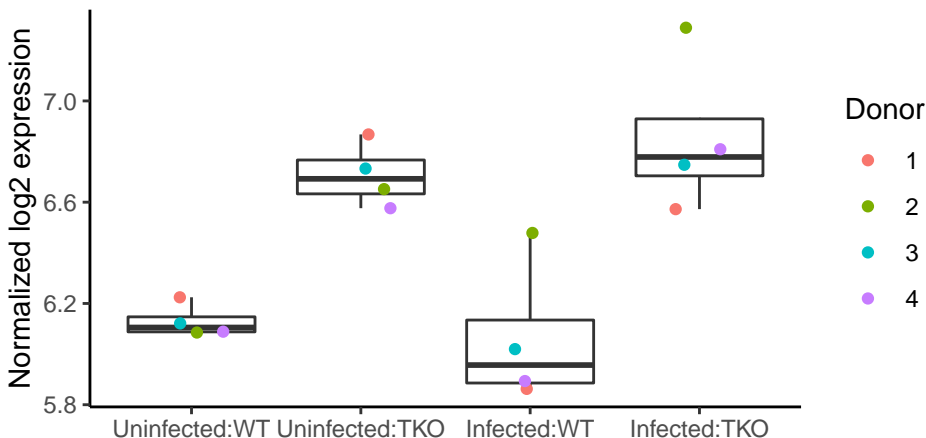 Normalized log2 expression
7.0
6.6
6.2
5.8
Uninfected:WT Uninfected:TKO Infected:WT Infected:TKO
Donor
1
2
3
4